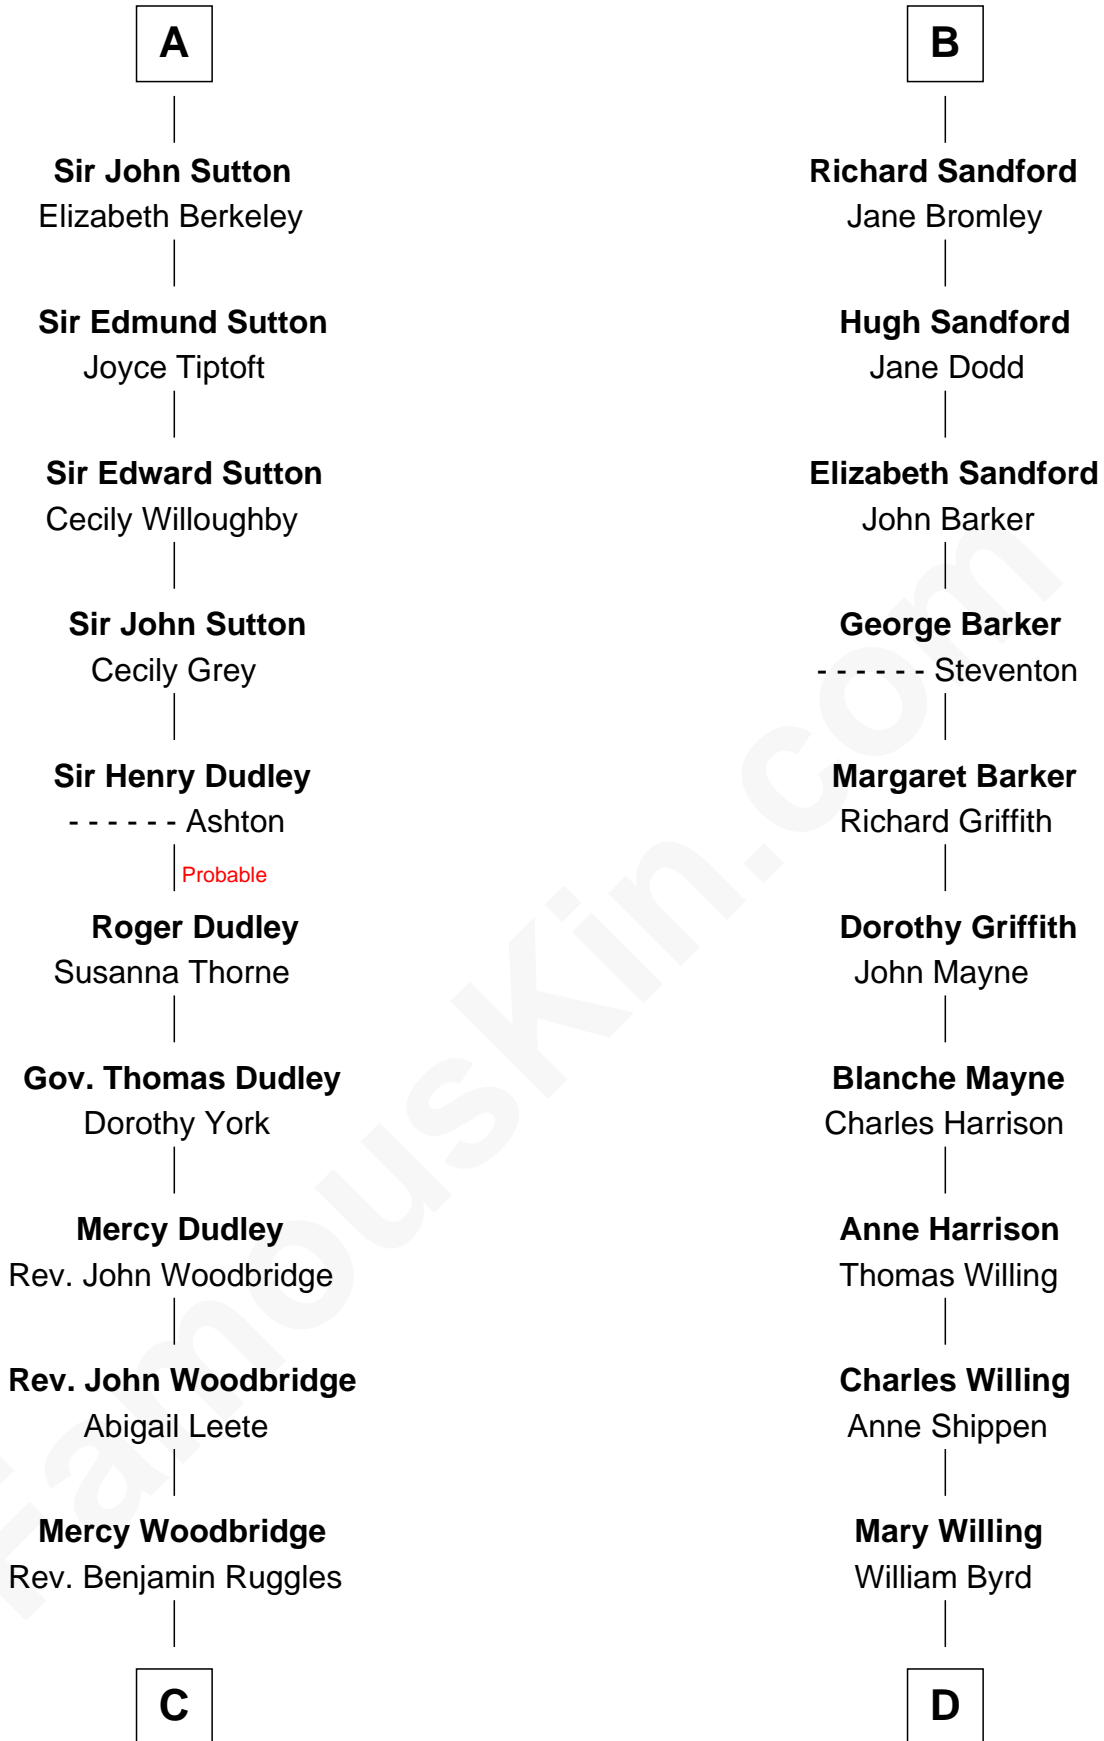 A
Sir John Sutton
Elizabeth Berkeley
Sir Edmund Sutton
Joyce Tiptoft
Sir Edward Sutton
Cecily Willoughby
Sir John Sutton
Cecily Grey
Sir Henry Dudley
- - - - - - Ashton
Probable
Roger Dudley
Susanna Thorne
Gov. Thomas Dudley
Dorothy York
Mercy Dudley
Rev. John Woodbridge
Rev. John Woodbridge
Abigail Leete
Mercy Woodbridge
Rev. Benjamin Ruggles
C
B
Richard Sandford
Jane Bromley
Hugh Sandford
Jane Dodd
Elizabeth Sandford
John Barker
George Barker
- - - - - - Steventon
Margaret Barker
Richard Griffith
Dorothy Griffith
John Mayne
Blanche Mayne
Charles Harrison
Anne Harrison
Thomas Willing
Charles Willing
Anne Shippen
Mary Willing
William Byrd
D
FamousKin.com